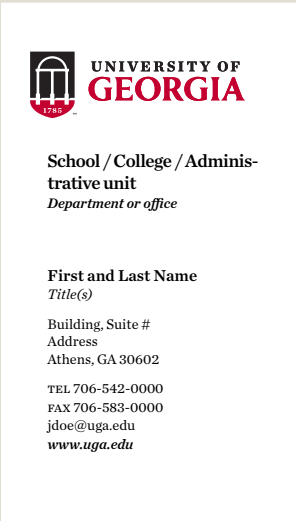 UNIVERSITY OF
GEORGIA
1785
School / College / Adminis-
trative unit
Department or office
First and Last Name
Title(s)
Building, Suite #
Address
Athens, GA 30602
TEL 706-542-0000
FAX 706-583-0000
jdoe@uga.edu
www.uga.edu